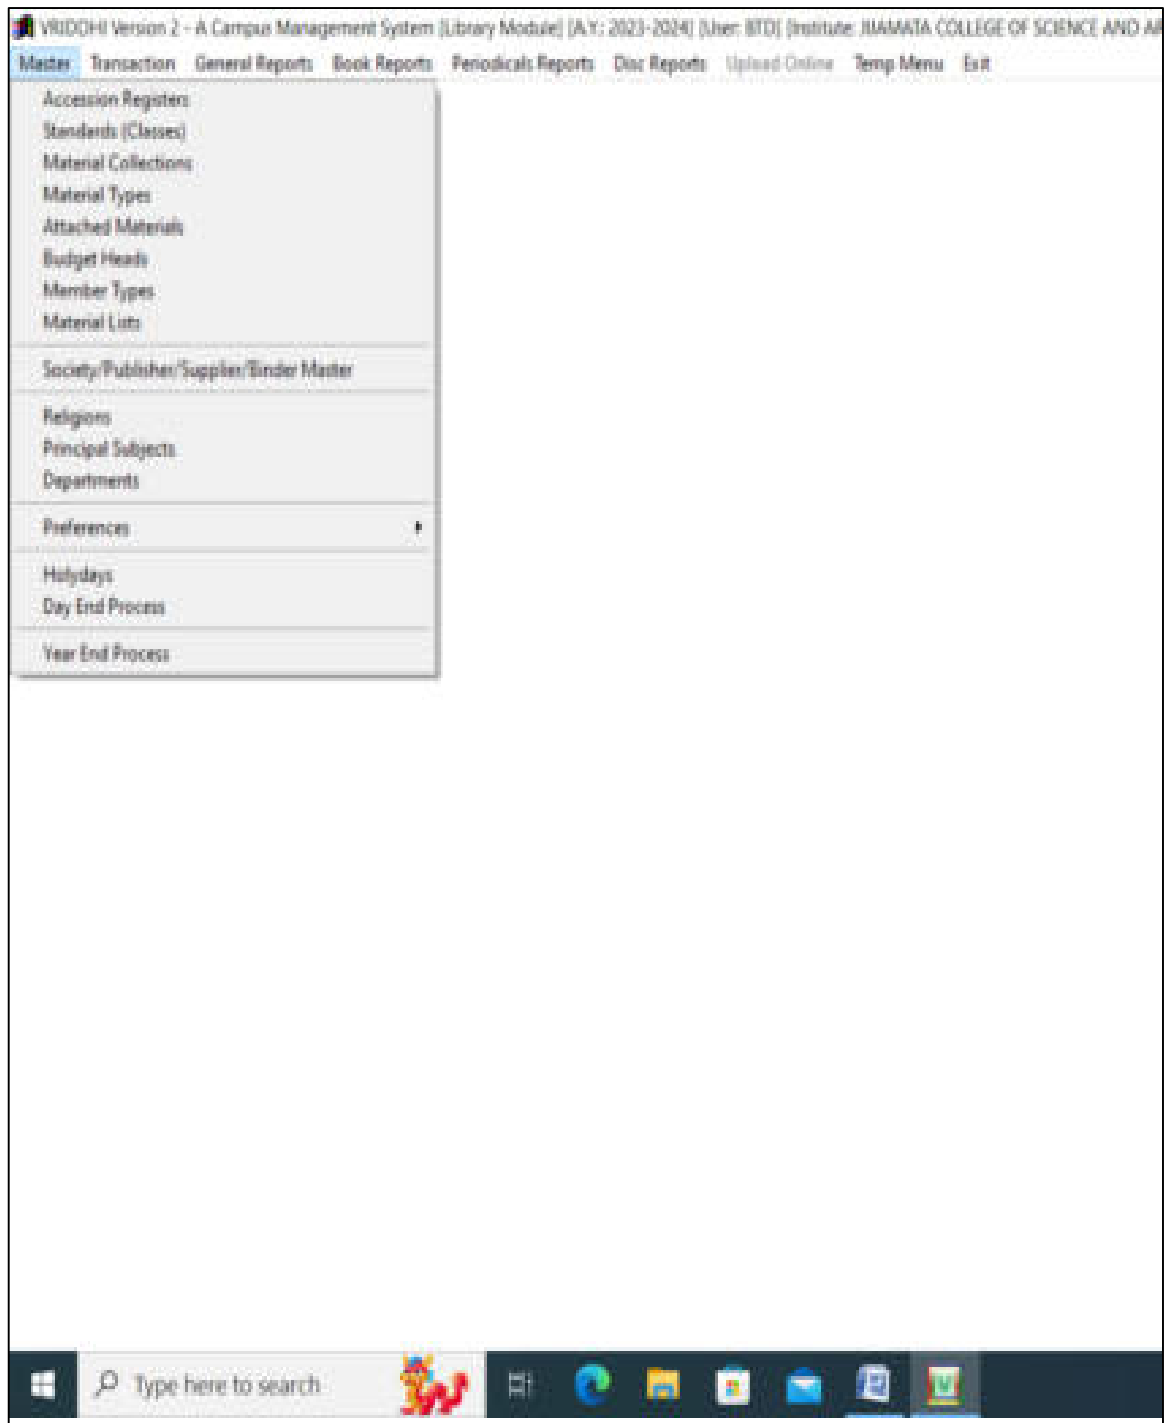 VRIDDHI Version 2 - A Campus Management System [Library Module] [A.Y.: 2023-2024] [User: BTD] [Institute: JIJAMATA COLLEGE OF SCIENCE AND AR
Master Transaction General Reports Book Reports Periodicals Reports Disc Reports Upload Online Temp Menu Exit
Accession Registers
Standards (Classes)
Material Collections
Material Types
Attached Materials
Budget Heads
Member Types
Material Lists
Society/Publisher/Supplier/Binder Master
Religions
Principal Subjects
Departments
Preferences
Holydays
Day End Process
Year End Process
Type here to search